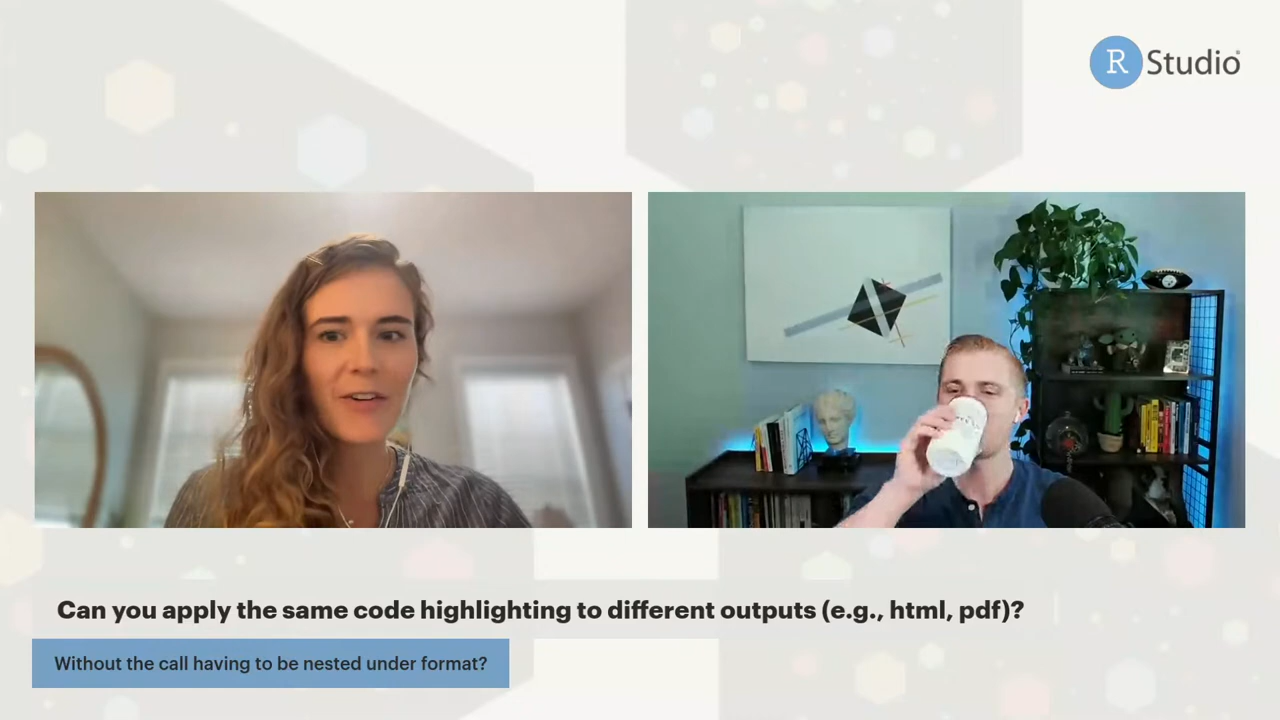 R Studio
Can you apply the same code highlighting to different outputs (e.g., html, pdf)?
Without the call having to be nested under format?